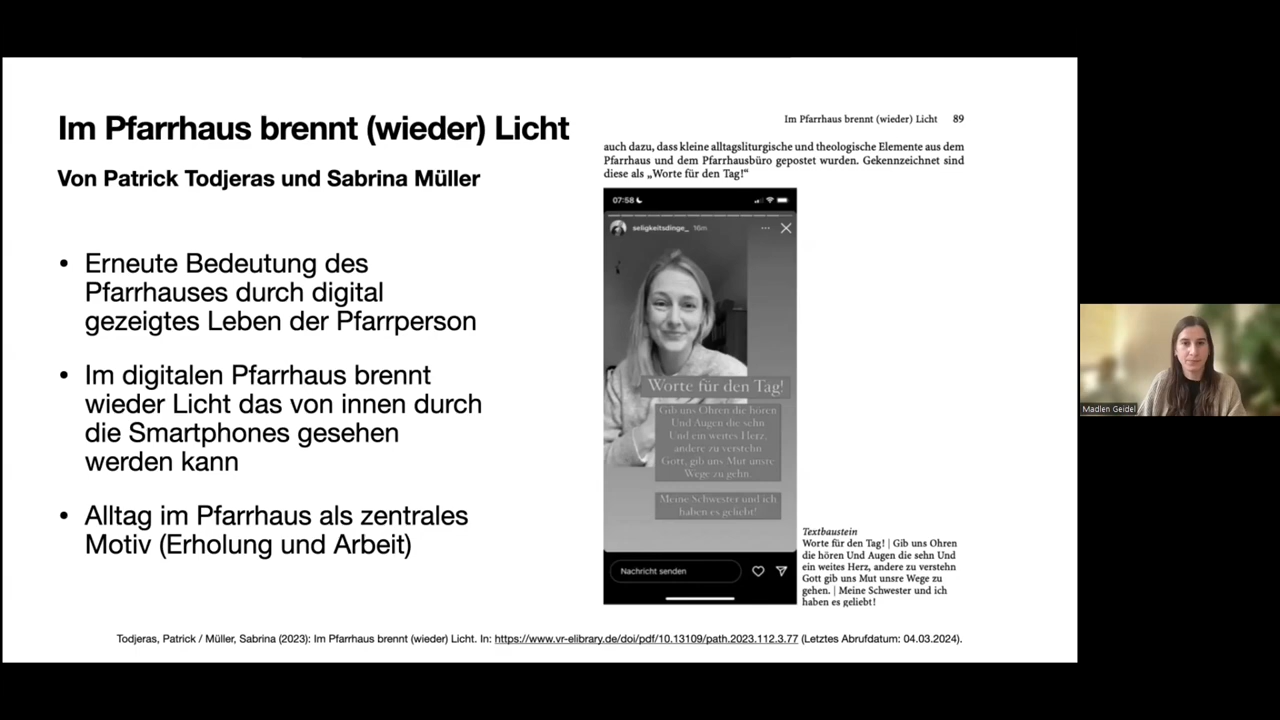 Im Pfarrhaus brennt (wieder) Licht
Von Patrick Todjeras und Sabrina Müller
• Erneute Bedeutung des
Pfarrhauses durch digital
gezeigtes Leben der Pfarrperson
• Im digitalen Pfarrhaus brennt
wieder Licht das von innen durch
die Smartphones gesehen
werden kann
• Alltag im Pfarrhaus als zentrales
Motiv (Erholung und Arbeit)
Im Pfarrhaus brennt (wieder) Licht 89
auch dazu, dass kleine alltagsliturgische und theologische Elemente aus dem
Pfarrhaus und dem Pfarrhausbüro gepostet wurden. Gekennzeichnet sind
diese als „Worte für den Tag!“
07:58
seligkeitsdinge_ 16m
Worte für den Tag!
Gib uns Ohren die hören
Und Augen die sehn
Und ein weites Herz,
andere zu verstehn
Gott, gib uns Mut unsre
Wege zu gehn.
Meine Schwester und ich
haben es geliebt!
Nachricht senden
Textbaustein
Worte für den Tag! | Gib uns Ohren
die hören Und Augen die sehn Und
ein weites Herz, andere zu verstehn
Gott gib uns Mut unsre Wege zu
gehen. | Meine Schwester und ich
haben es geliebt!
Todjeras, Patrick / Müller, Sabrina (2023): Im Pfarrhaus brennt (wieder) Licht. In: https://www.vr-elibrary.de/doi/pdf/10.13109/path.2023.112.3.77 (Letztes Abrufdatum: 04.03.2024).
Madlen Geidel